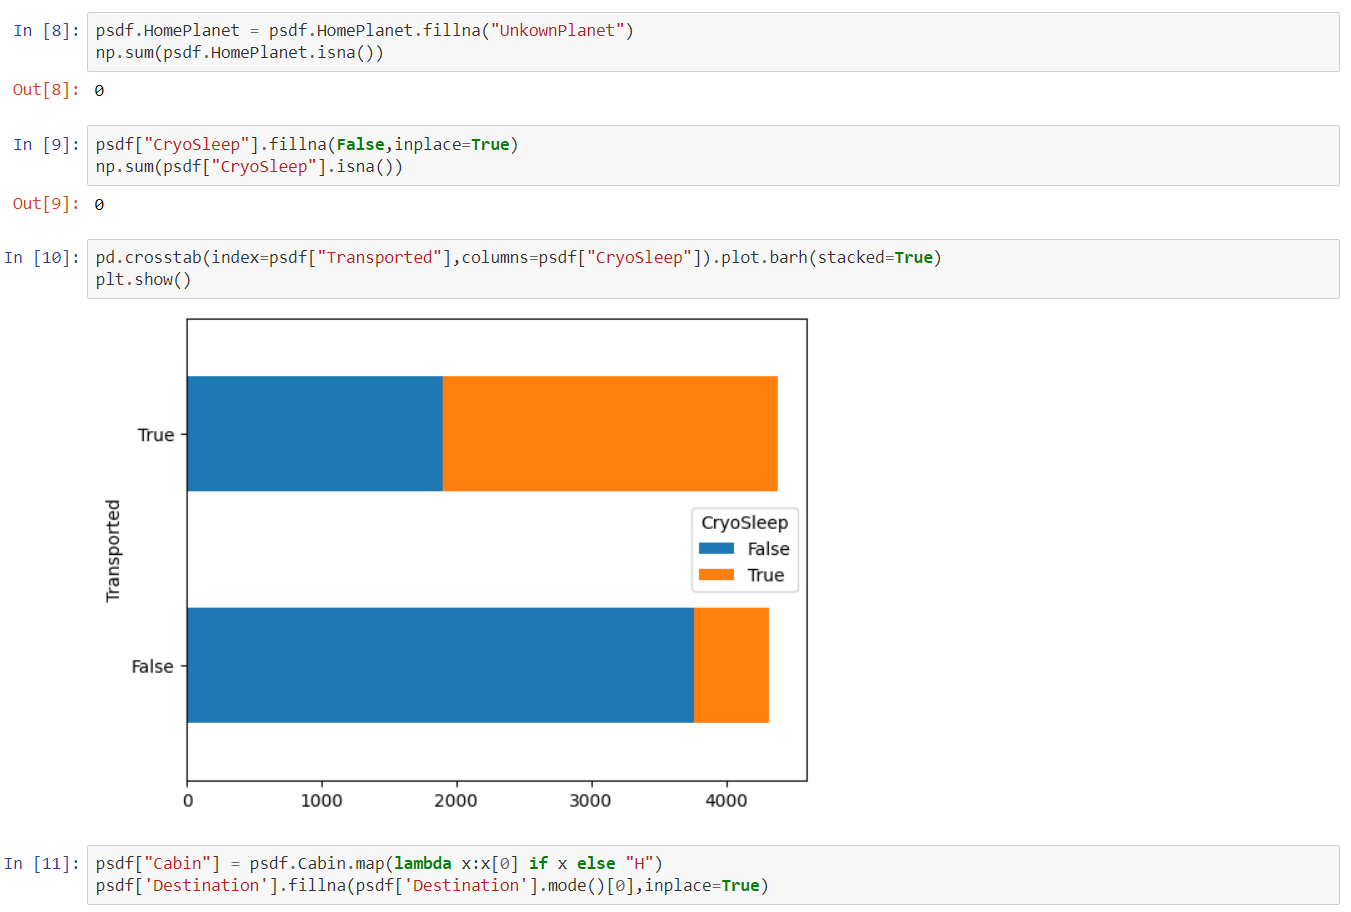 In [8]: psdf.HomePlanet = psdf.HomePlanet.fillna("UnkownPlanet")
np.sum(psdf.HomePlanet.isna())
Out[8]: 0
In [9]: psdf["CryoSleep"].fillna(False,inplace=True)
np.sum(psdf["CryoSleep"].isna())
Out[9]: 0
In [10]: pd.crosstab(index=psdf["Transported"],columns=psdf["CryoSleep"]).plot.barh(stacked=True)
plt.show()
True
Transported
CryoSleep
False
True
False
0 1000 2000 3000 4000
In [11]: psdf["Cabin"] = psdf.Cabin.map(lambda x:x[0] if x else "H")
psdf['Destination'].fillna(psdf['Destination'].mode()[0],inplace=True)